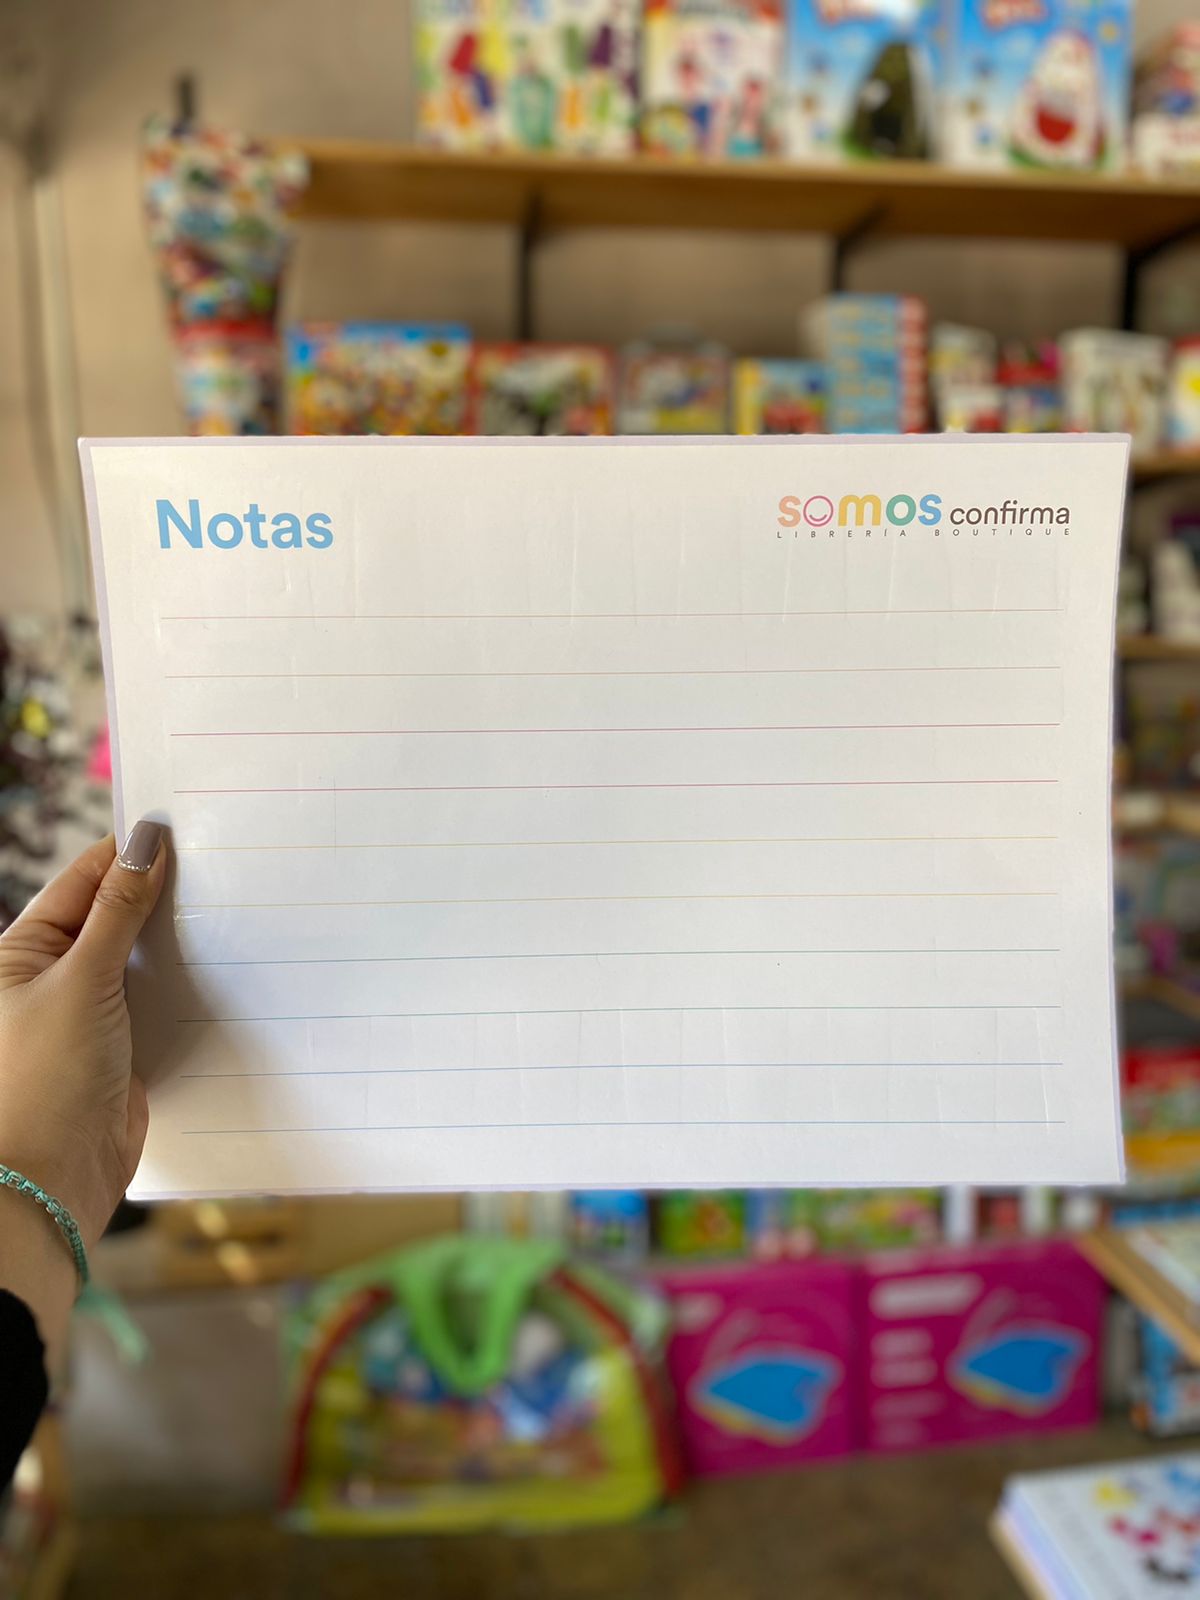 Notas
somos confirma
LIBRERÍA BOUTIQUE